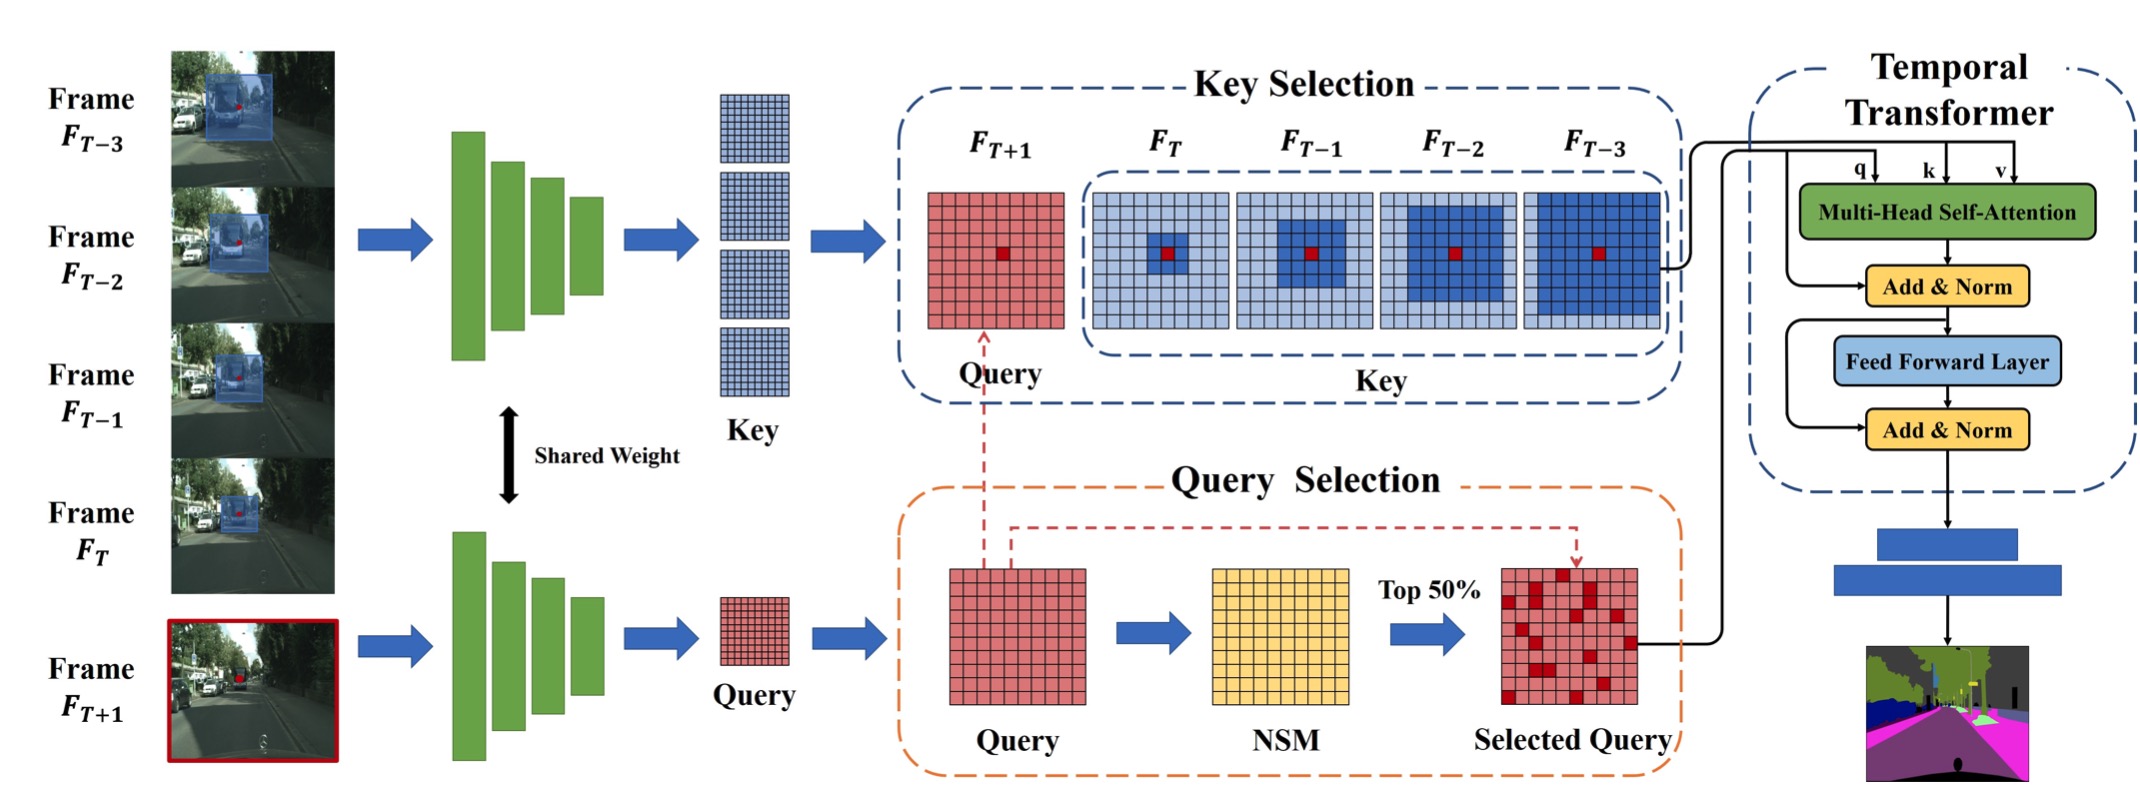 Frame
F_{T-3}
Frame
F_{T-2}
Frame
F_{T-1}
Frame
F_T
Frame
F_{T+1}
Shared Weight
Key
Query
Key Selection
F_{T+1}
F_T
F_{T-1}
F_{T-2}
F_{T-3}
Query
Key
Query Selection
Top 50%
Query
NSM
Selected Query
Temporal
Transformer
q
k
v
Multi-Head Self-Attention
Add & Norm
Feed Forward Layer
Add & Norm